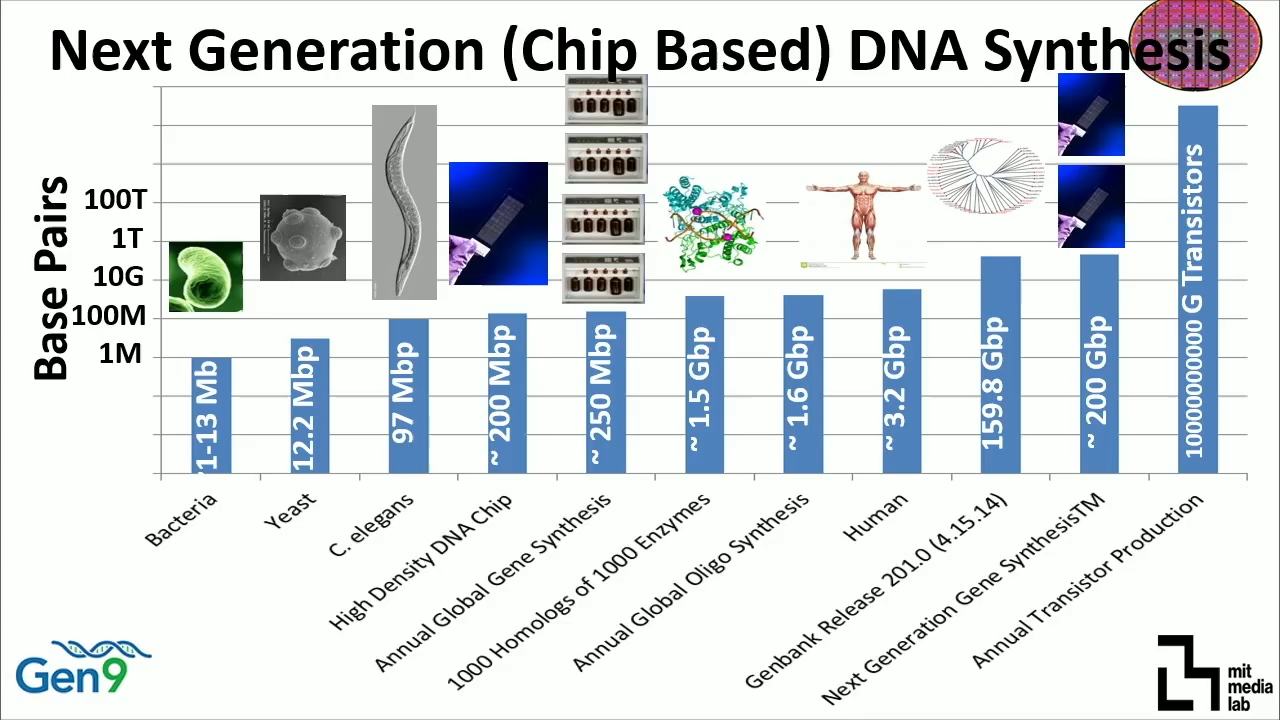 Next Generation (Chip Based) DNA Synthesis
Base Pairs
100T
1T
10G
100M
1M
~1-13 Mb
12.2 Mbp
97 Mbp
~ 200 Mbp
~ 250 Mbp
~ 1.5 Gbp
~ 1.6 Gbp
~ 3.2 Gbp
159.8 Gbp
~ 200 Gbp
10000000000 G Transistors
Bacteria
Yeast
C. elegans
High Density DNA Chip
Annual Global Gene Synthesis
1000 Homologs of 1000 Enzymes
Annual Global Oligo Synthesis
Human
Genbank Release 201.0 (4.15.14)
Next Generation Gene SynthesisTM
Annual Transistor Production
Gen9
mit
media
lab